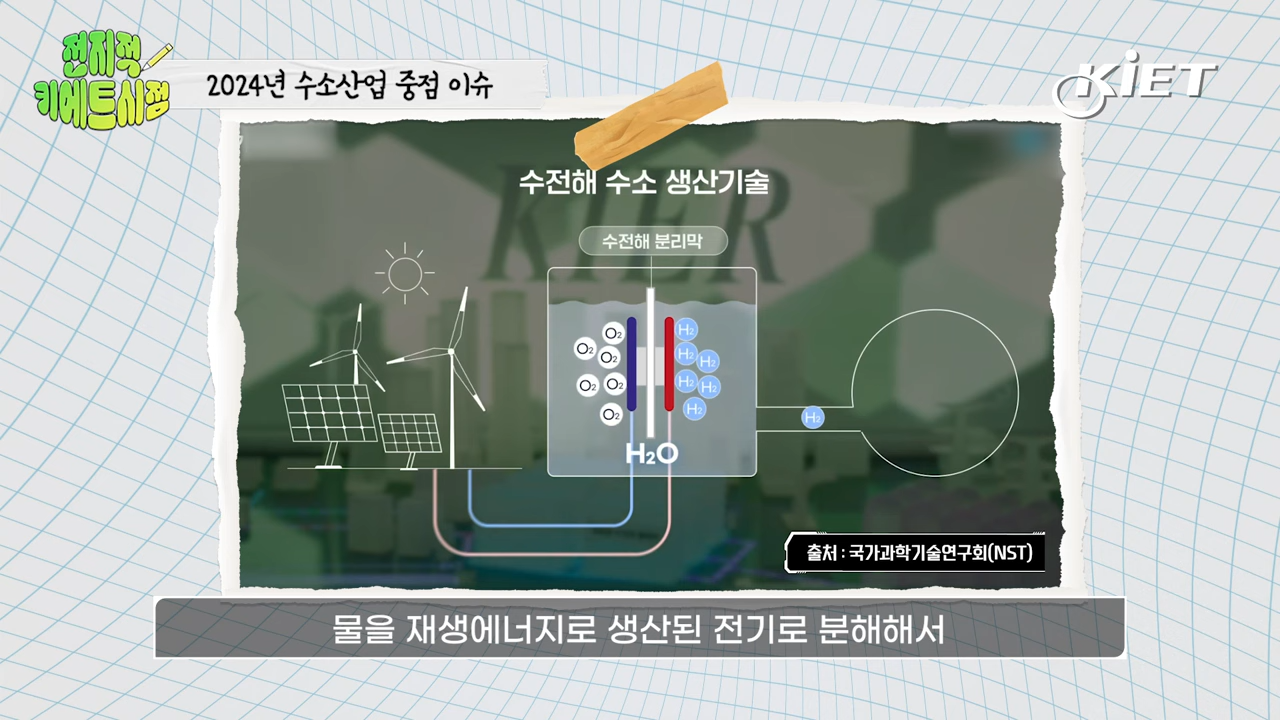 전지적
키에트시점
2024년 수소산업 중점 이슈
KiET
KIER
수전해 수소 생산기술
수전해 분리막
O₂
O₂
O₂
O₂
O₂
O₂
H₂
H₂
H₂
H₂
H₂
H₂
H₂
H₂O
출처 : 국가과학기술연구회(NST)
물을 재생에너지로 생산된 전기로 분해해서